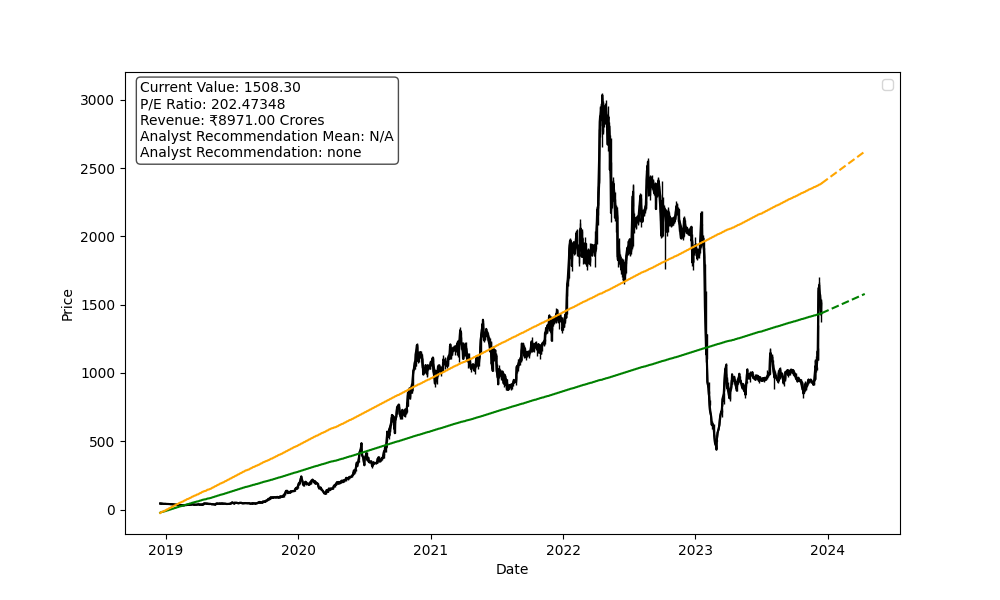 Current Value: 1508.30
P/E Ratio: 202.47348
Revenue: ₹8971.00 Crores
Analyst Recommendation Mean: N/A
Analyst Recommendation: none
3000
2500
2000
1500
1000
500
0
Price
2019 2020 2021 2022 2023 2024
Date